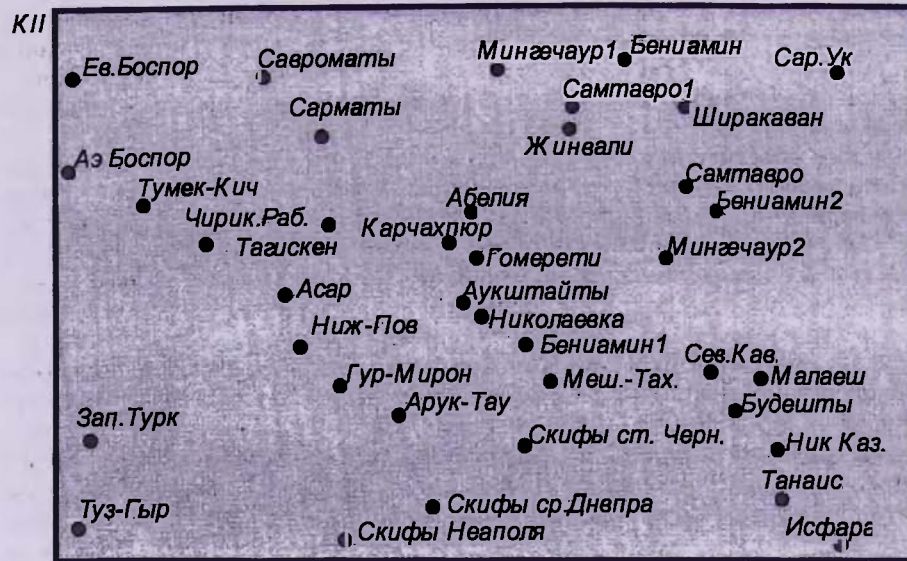 КII
Ев.Боспор
Савроматы
Мингечаур1
Бениамин
Сар.Ук
Сарматы
Самтавро1
Ширакаван
Жинвали
Аэ Боспор
Тумек-Кич
Абелия
Самтавро
Бениамин2
Чирик.Раб.
Карчахпюр
Тагискен
Гомерети
Мингечаур2
Асар
Аукштайты
Николаевка
Ниж-Пов
Бениамин1
Сев.Кав.
Гур-Мирон
Меш.-Тах.
Малаеш
Арук-Тау
Будешты
Зап.Турк
Скифы ст. Черн.
Ник Каз.
Танаис
Туз-Гыр
Скифы ср.Днепра
Скифы Неаполя
Исфара